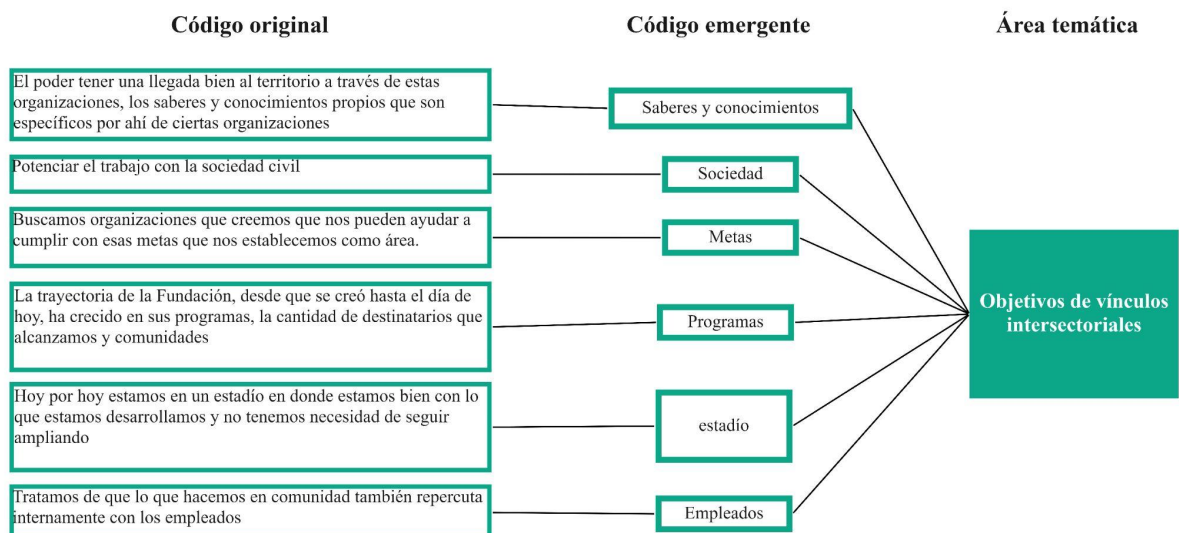 Código original
Código emergente
Área temática
El poder tener una llegada bien al territorio a través de estas
organizaciones, los saberes y conocimientos propios que son
específicos por ahí de ciertas organizaciones
Saberes y conocimientos
Potenciar el trabajo con la sociedad civil
Sociedad
Buscamos organizaciones que creemos que nos pueden ayudar a
cumplir con esas metas que nos establecemos como área.
Metas
La trayectoria de la Fundación, desde que se creó hasta el día de
hoy, ha crecido en sus programas, la cantidad de destinatarios que
alcanzamos y comunidades
Programas
Hoy por hoy estamos en un estadío en donde estamos bien con lo
que estamos desarrollamos y no tenemos necesidad de seguir
ampliando
estadío
Tratamos de que lo que hacemos en comunidad también repercuta
internamente con los empleados
Empleados
Objetivos de vínculos
intersectoriales